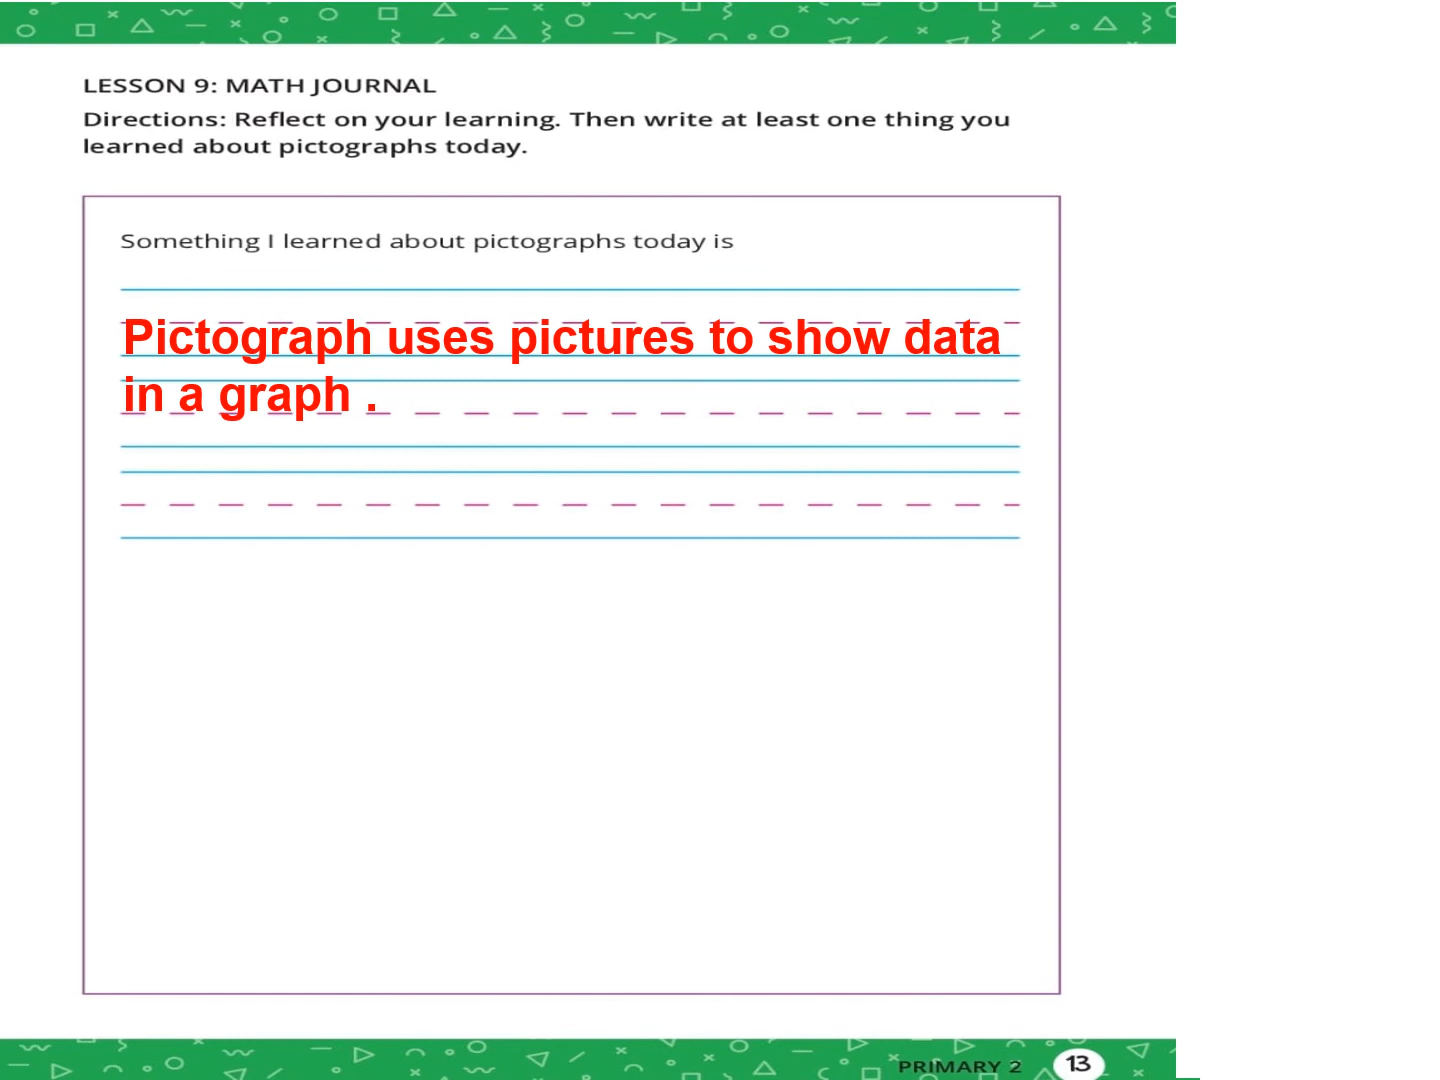 LESSON 9: MATH JOURNAL
Directions: Reflect on your learning. Then write at least one thing you
learned about pictographs today.
Something I learned about pictographs today is
Pictograph uses pictures to show data
in a graph .
PRIMARY 2
13